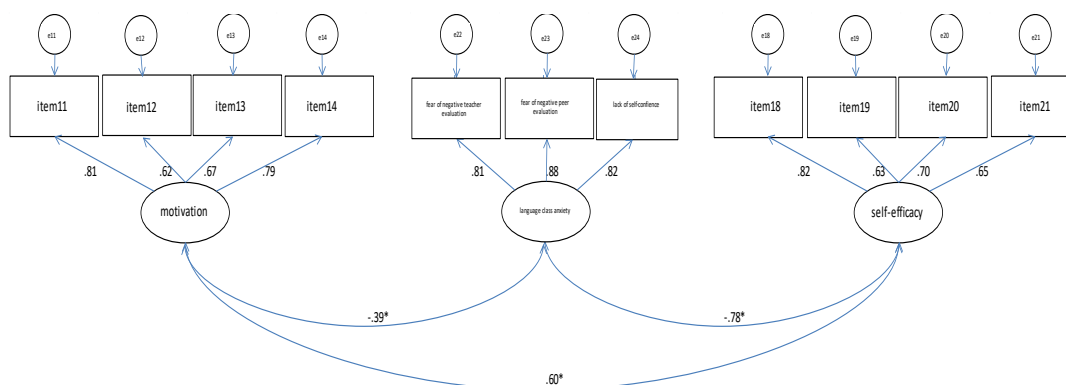 e11 e12 e13 e14 e22 e23 e24 e18 e19 e20 e21
item11 item12 item13 item14
fear of negative teacher
evaluation
fear of negative peer
evaluation
lack of self-confience
item18 item19 item20 item21
.81 .62 .67 .79 .81 .88 .82 .82 .63 .70 .65
motivation
language class anxiety
self-efficacy
-.39* -.78*
.60*